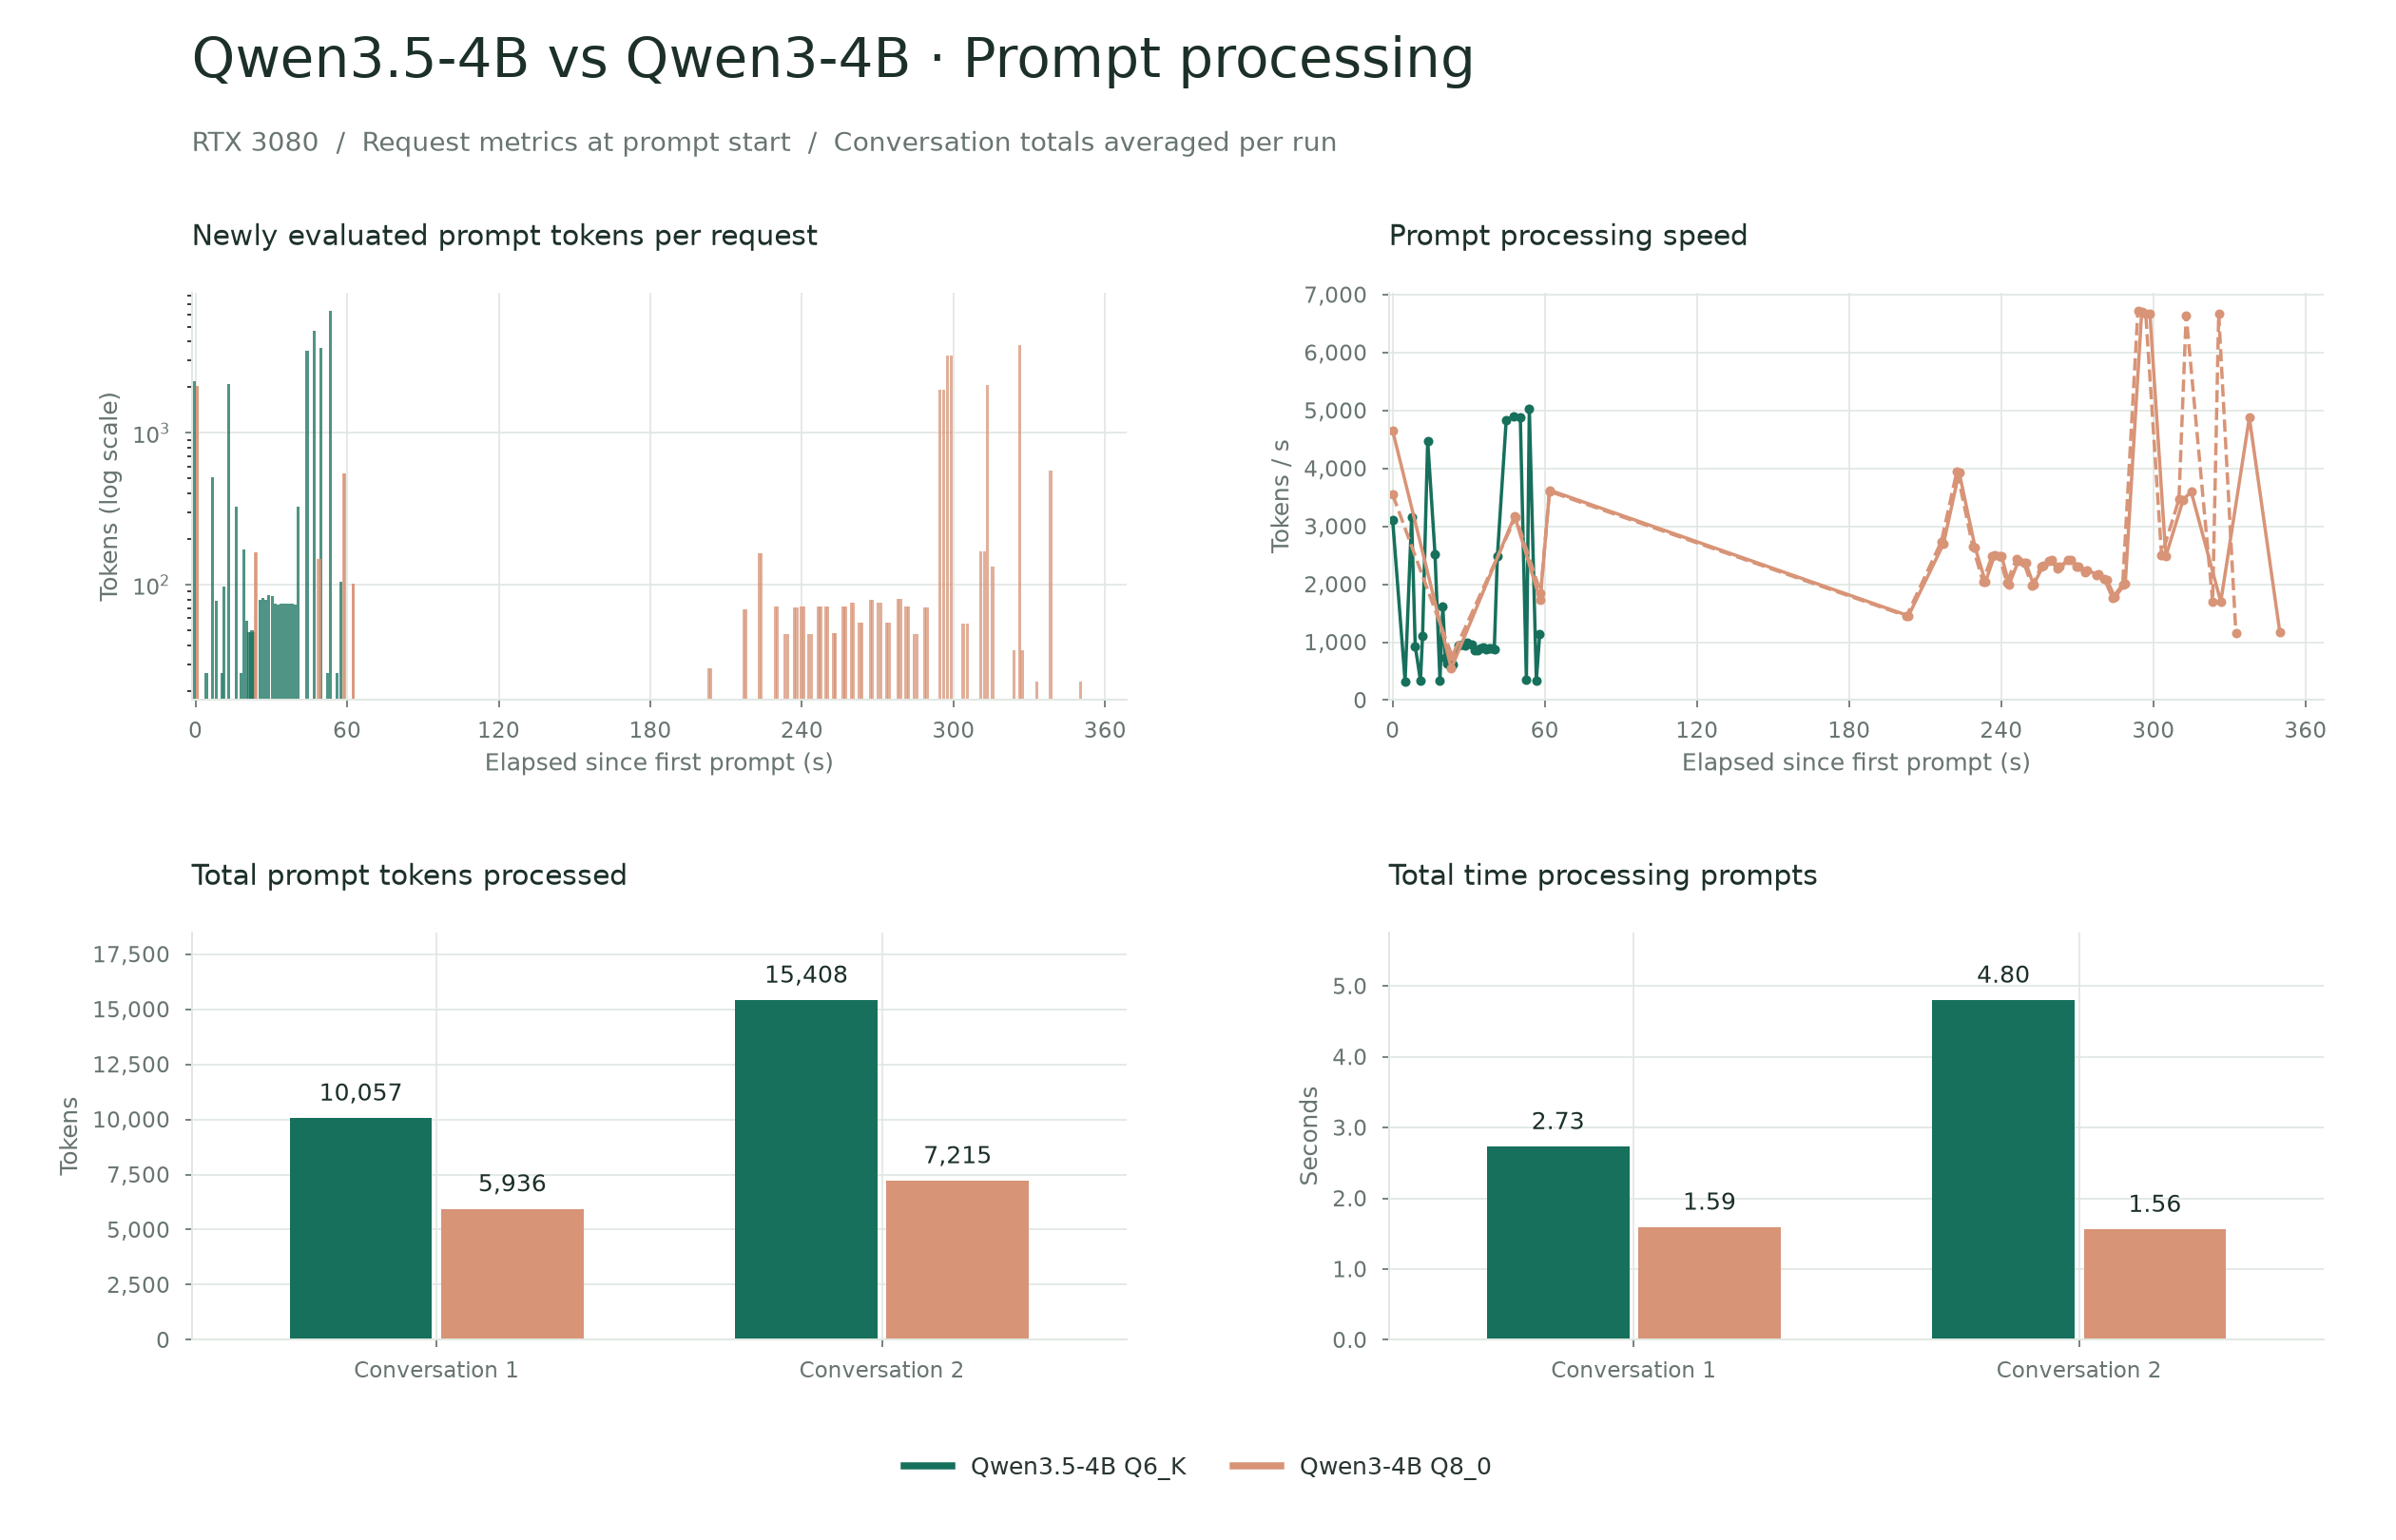 Qwen3.5-4B vs Qwen3-4B · Prompt processing
RTX 3080 / Request metrics at prompt start / Conversation totals averaged per run
Newly evaluated prompt tokens per request
Tokens (log scale)
10³
10²
0 60 120 180 240 300 360
Elapsed since first prompt (s)
Prompt processing speed
Tokens / s
7,000
6,000
5,000
4,000
3,000
2,000
1,000
0
0 60 120 180 240 300 360
Elapsed since first prompt (s)
Total prompt tokens processed
Tokens
17,500
15,000
12,500
10,000
7,500
5,000
2,500
0
10,057
5,936
15,408
7,215
Conversation 1 Conversation 2
Total time processing prompts
Seconds
5.0
4.0
3.0
2.0
1.0
0.0
2.73
1.59
4.80
1.56
Conversation 1 Conversation 2
Qwen3.5-4B Q6_K Qwen3-4B Q8_0